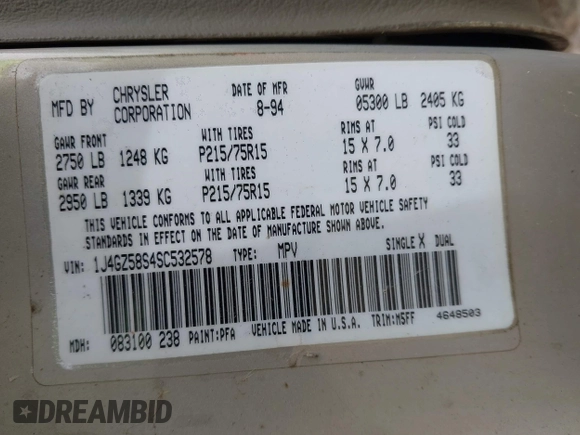 MFD BY CHRYSLER CORPORATION DATE OF MFR 8-94 GVWR 05300 LB 2405 KG
GAWR FRONT WITH TIRES RIMS AT PSI COLD
2750 LB 1248 KG P215/75R15 15 X 7.0 33
GAWR REAR WITH TIRES RIMS AT PSI COLD
2950 LB 1339 KG P215/75R15 15 X 7.0 33
THIS VEHICLE CONFORMS TO ALL APPLICABLE FEDERAL MOTOR VEHICLE SAFETY
STANDARDS IN EFFECT ON THE DATE OF MANUFACTURE SHOWN ABOVE.
VIN: 1J4GZ58S4SC532578 TYPE: MPV SINGLE X DUAL
MDH: 083100 238 PAINT:PFA VEHICLE MADE IN U.S.A. TRIM:MSFF 4648503
DREAMBID